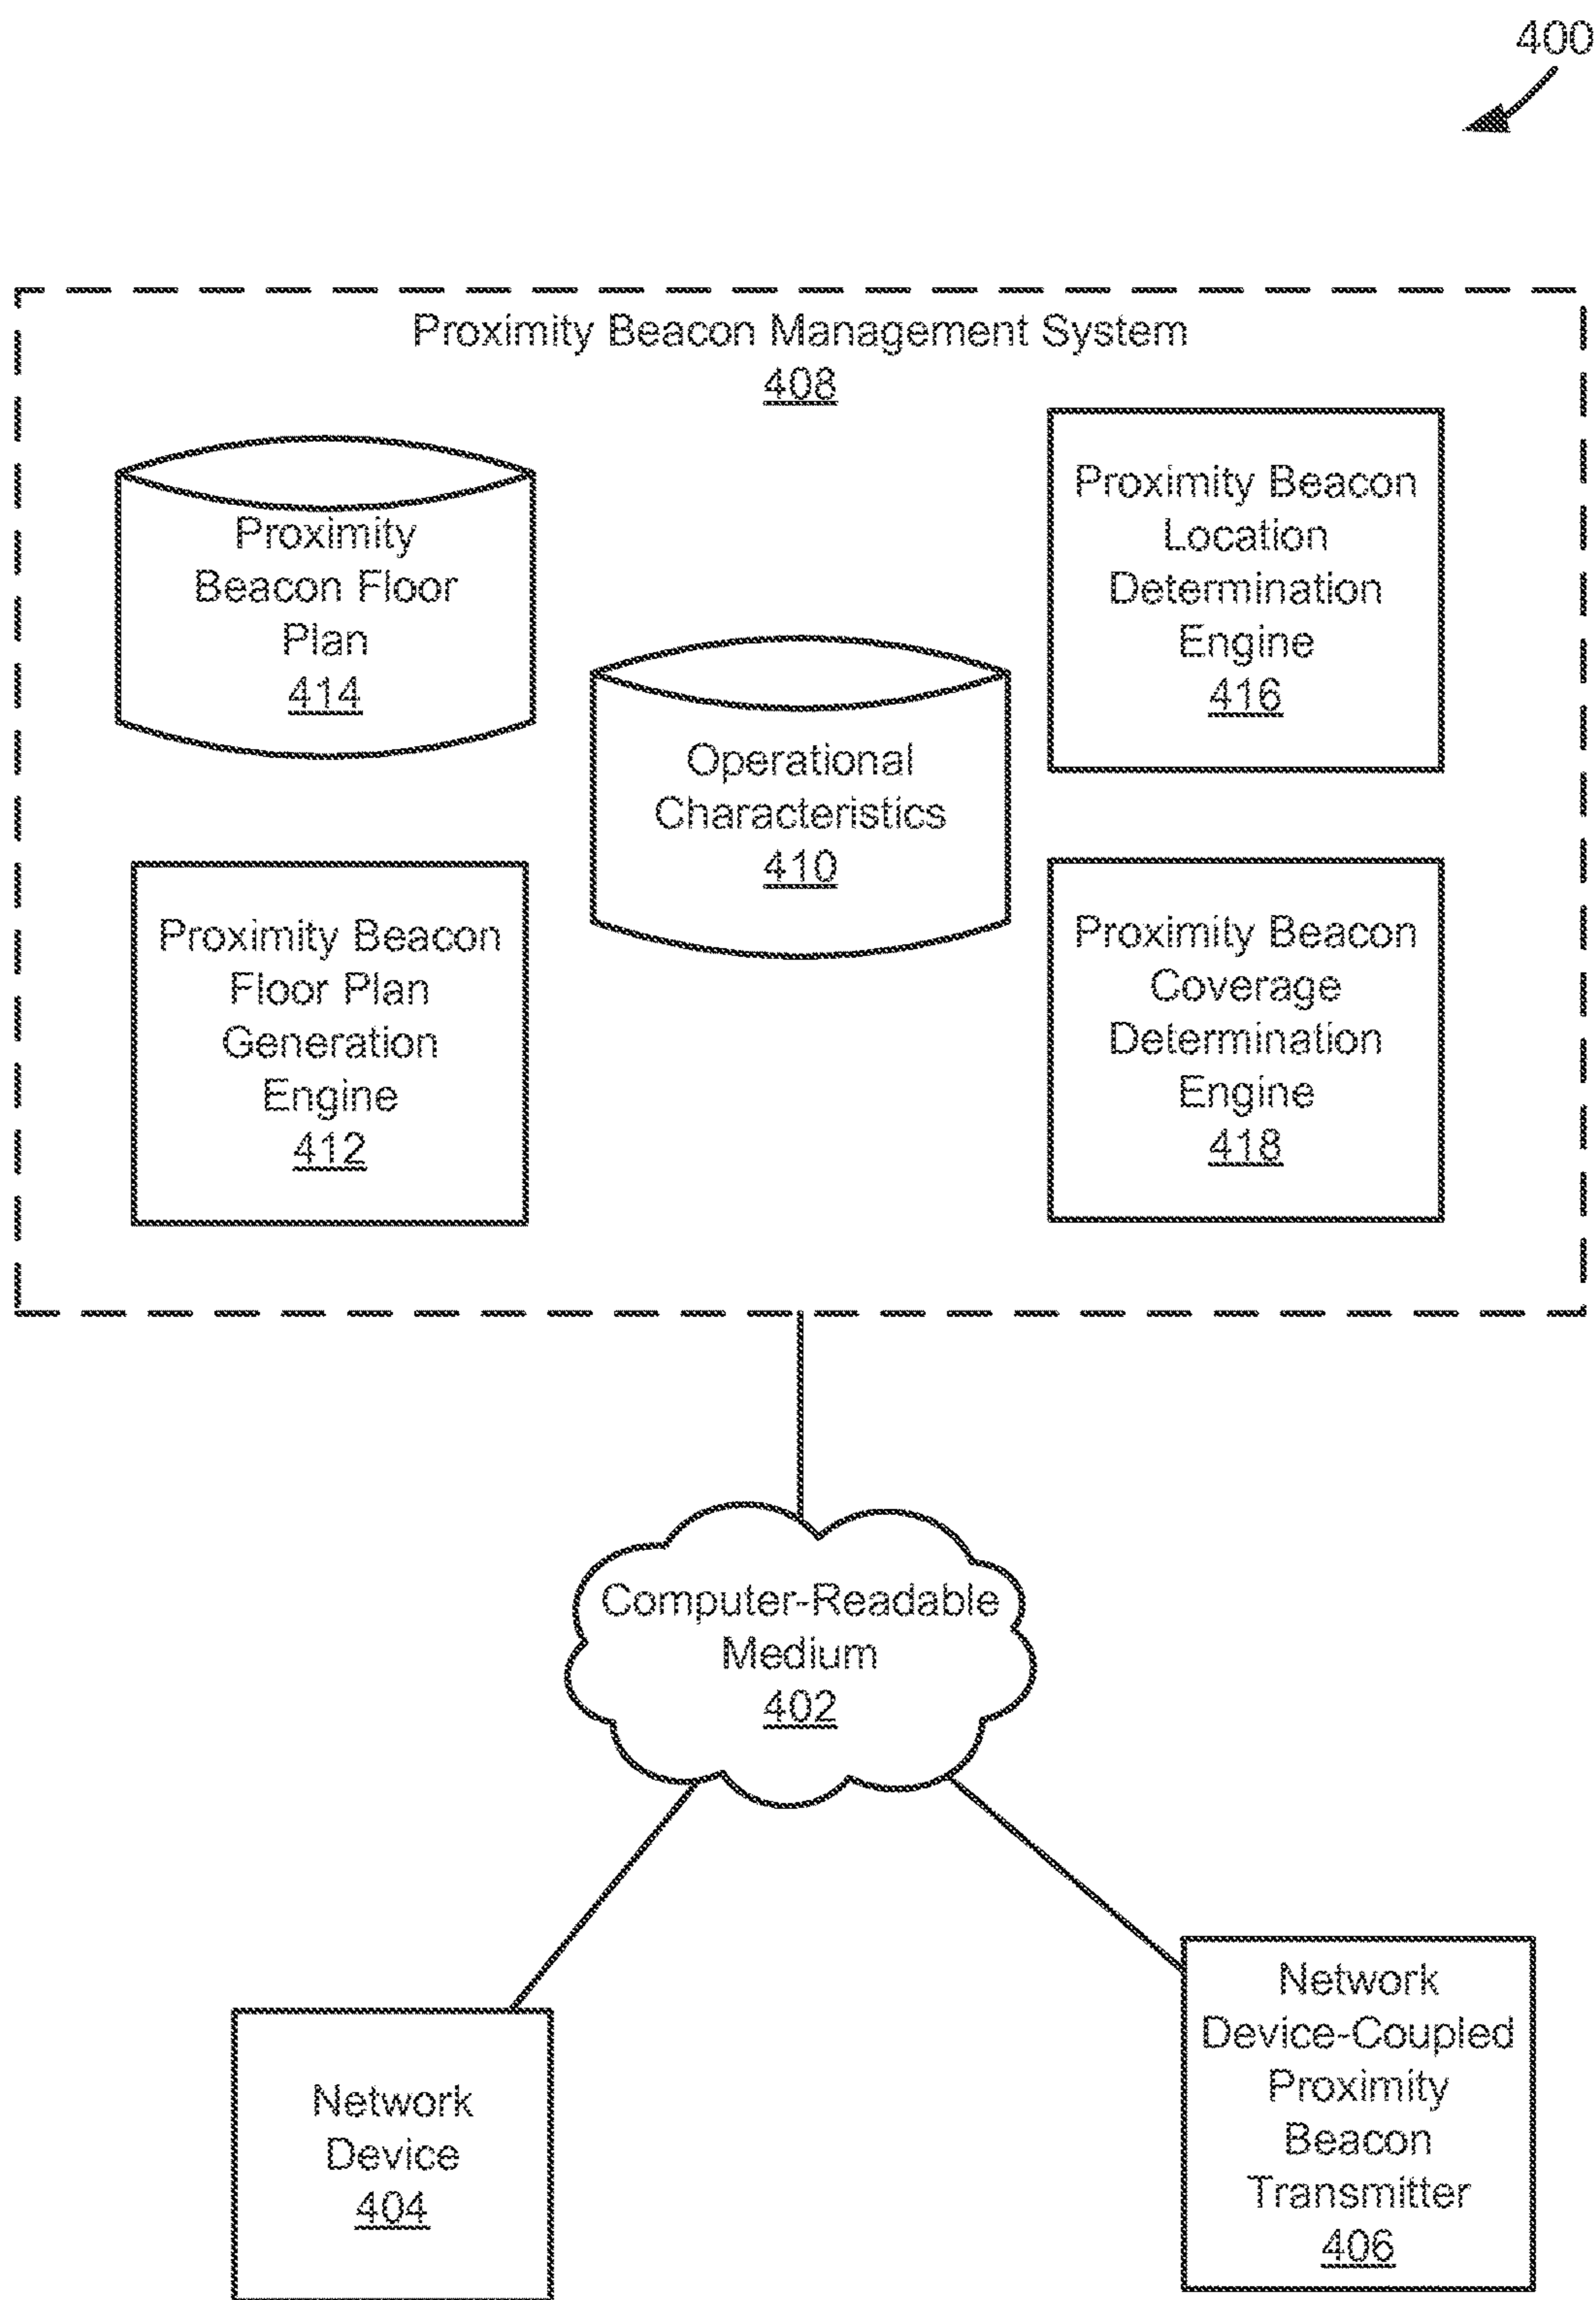 400
Proximity Beacon Management System
408
Proximity
Beacon Floor
Plan
414
Operational
Characteristics
410
Proximity Beacon
Location
Determination
Engine
416
Proximity Beacon
Floor Plan
Generation
Engine
412
Proximity Beacon
Coverage
Determination
Engine
418
Computer-Readable
Medium
402
Network
Device
404
Network
Device-Coupled
Proximity
Beacon
Transmitter
406